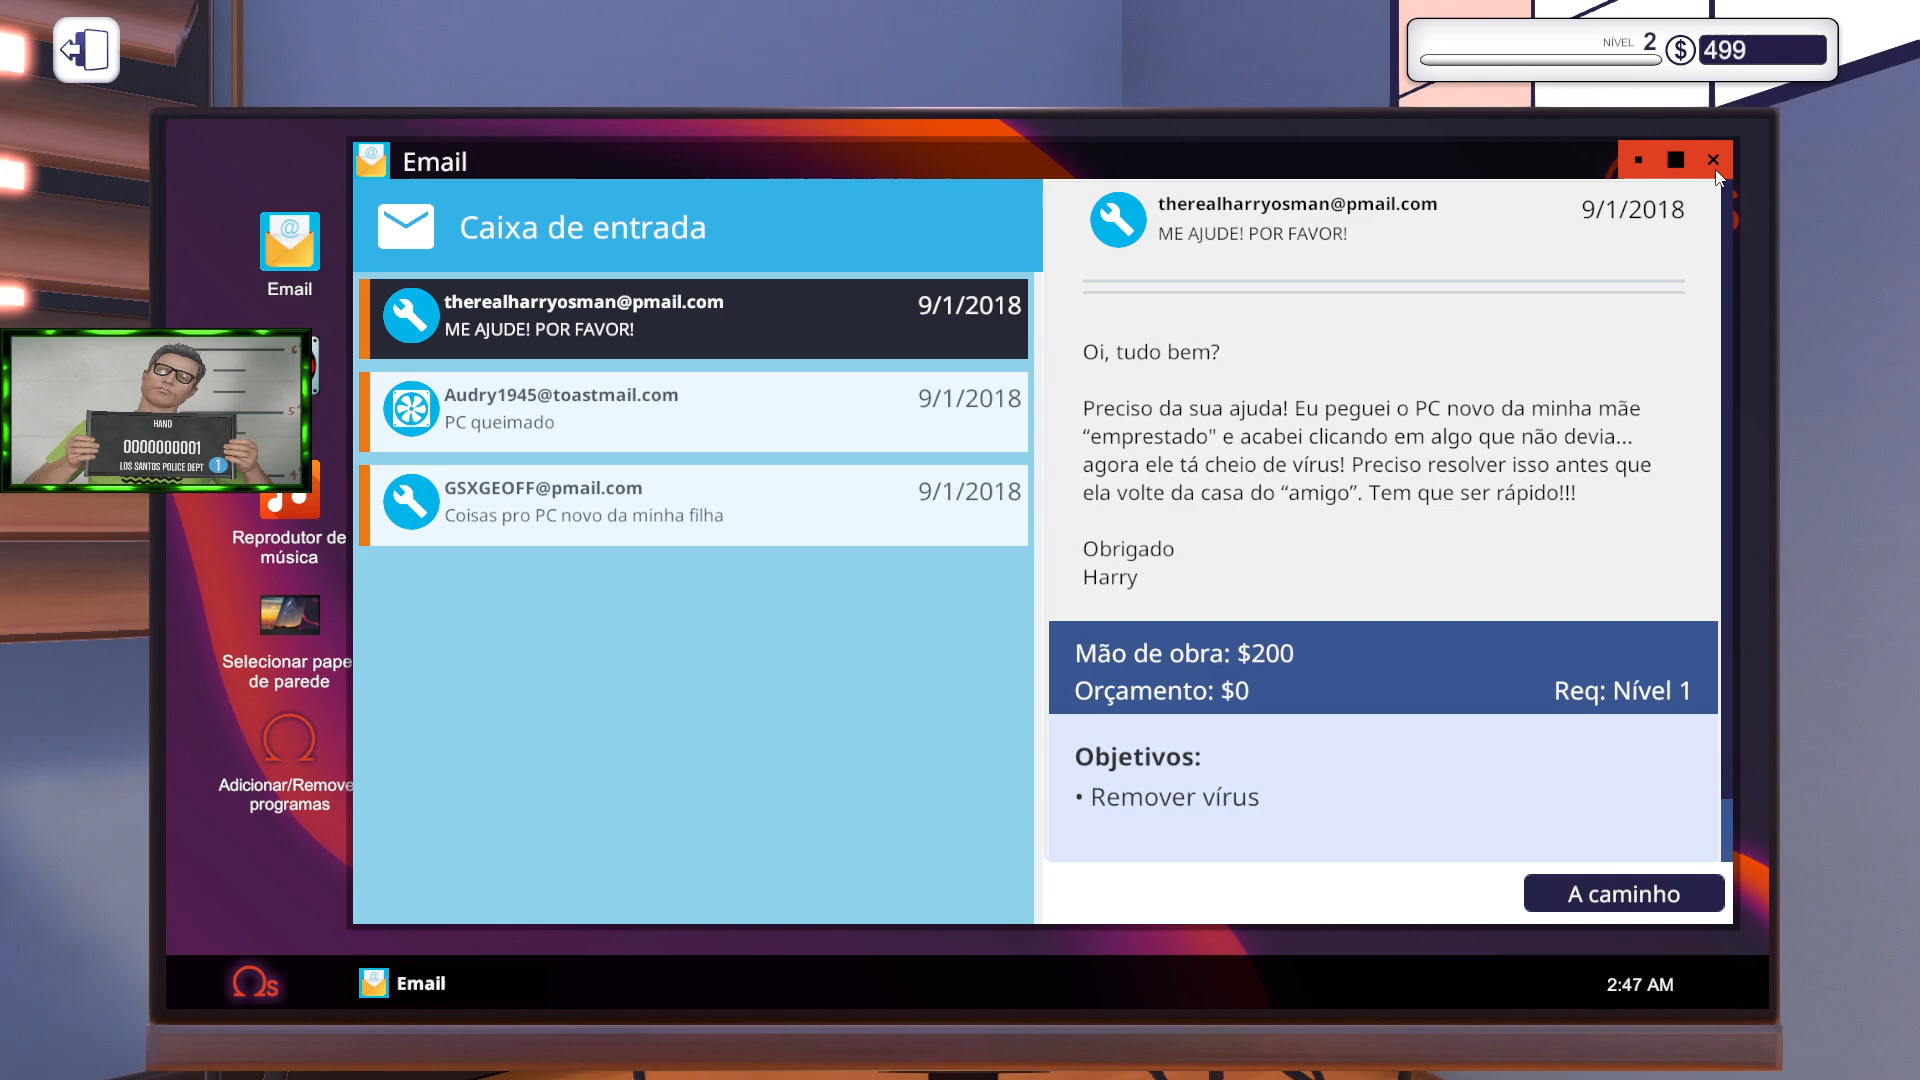 NÍVEL 2 $ 499
Email
Caixa de entrada
therealharryosman@pmail.com 9/1/2018
ME AJUDE! POR FAVOR!
Audry1945@toastmail.com 9/1/2018
PC queimado
GSXGEOFF@pmail.com 9/1/2018
Coisas pro PC novo da minha filha
therealharryosman@pmail.com 9/1/2018
ME AJUDE! POR FAVOR!
Oi, tudo bem?
Preciso da sua ajuda! Eu peguei o PC novo da minha mãe
“emprestado" e acabei clicando em algo que não devia...
agora ele tá cheio de vírus! Preciso resolver isso antes que
ela volte da casa do “amigo”. Tem que ser rápido!!!
Obrigado
Harry
Mão de obra: $200
Orçamento: $0 Req: Nível 1
Objetivos:
• Remover vírus
A caminho
Email
HAND
0000000001
LOS SANTOS POLICE DEPT 1
Reprodutor de
música
Selecionar pape
de parede
Adicionar/Remove
programas
Ωs
Email
2:47 AM